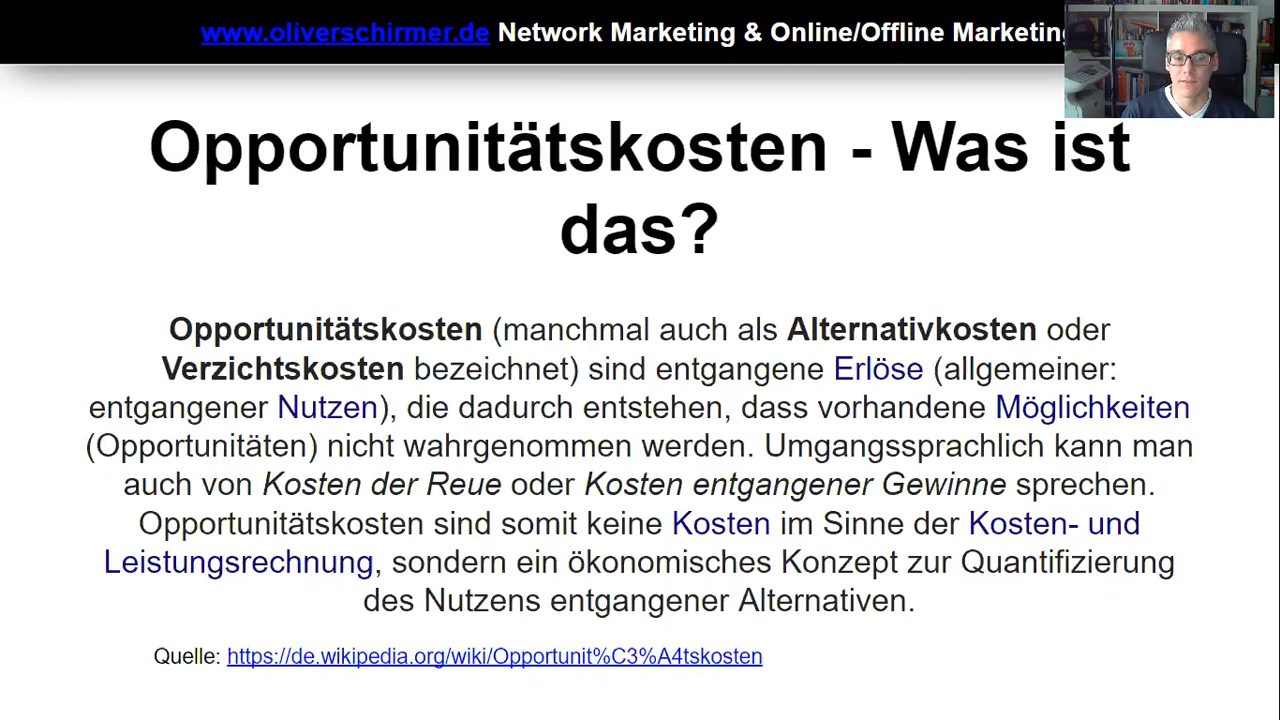 www.oliverschirmer.de Network Marketing & Online/Offline Marketing
Opportunitätskosten - Was ist
das?
Opportunitätskosten (manchmal auch als Alternativkosten oder
Verzichtskosten bezeichnet) sind entgangene Erlöse (allgemeiner:
entgangener Nutzen), die dadurch entstehen, dass vorhandene Möglichkeiten
(Opportunitäten) nicht wahrgenommen werden. Umgangssprachlich kann man
auch von Kosten der Reue oder Kosten entgangener Gewinne sprechen.
Opportunitätskosten sind somit keine Kosten im Sinne der Kosten- und
Leistungsrechnung, sondern ein ökonomisches Konzept zur Quantifizierung
des Nutzens entgangener Alternativen.
Quelle: https://de.wikipedia.org/wiki/Opportunit%C3%A4tskosten